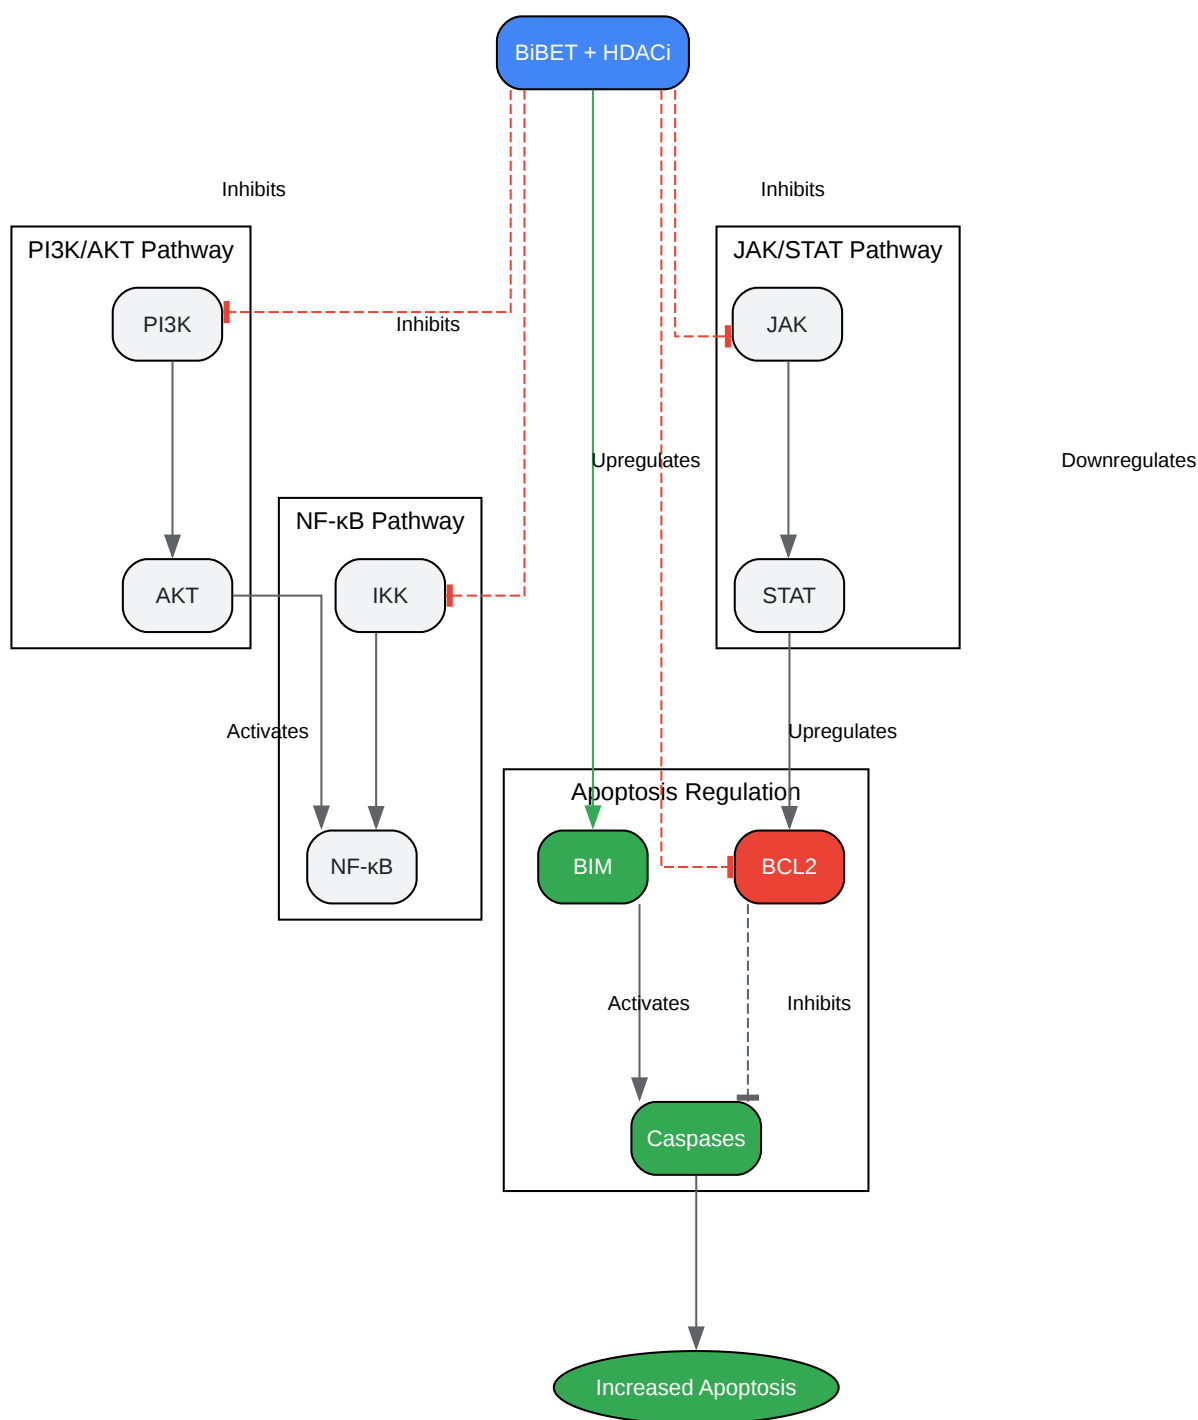 BiBET + HDACi
Inhibits
Inhibits
PI3K/AKT Pathway
JAK/STAT Pathway
PI3K
Inhibits
JAK
Upregulates
Downregulates
NF-κB Pathway
AKT
IKK
STAT
Activates
Upregulates
Apoptosis Regulation
NF-κB
BIM
BCL2
Activates
Inhibits
Caspases
Increased Apoptosis